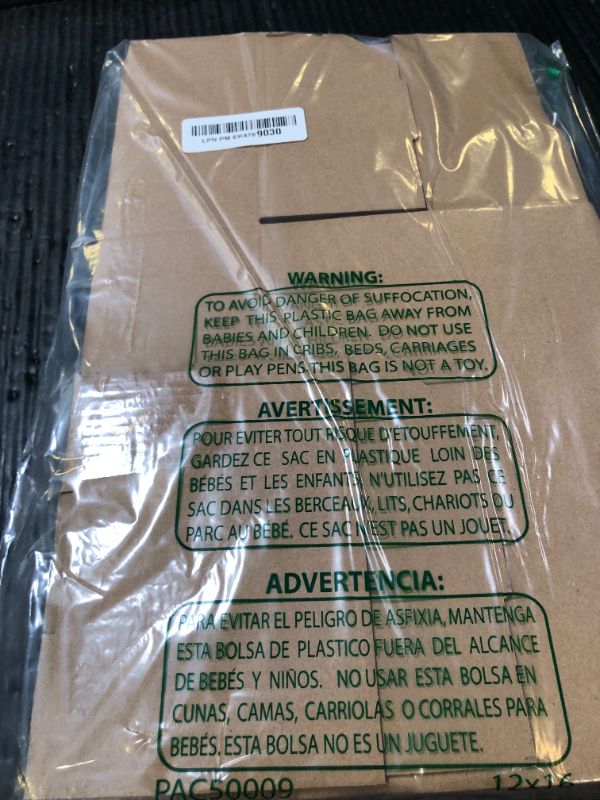 LPN PM EK476 9030
WARNING:
TO AVOID DANGER OF SUFFOCATION,
KEEP THIS PLASTIC BAG AWAY FROM
BABIES AND CHILDREN. DO NOT USE
THIS BAG IN CRIBS, BEDS, CARRIAGES
OR PLAY PENS.THIS BAG IS NOT A TOY.
AVERTISSEMENT:
POUR EVITER TOUT RISQUE D'ETOUFFEMENT,
GARDEZ CE SAC EN PLASTIQUE LOIN DES
BÉBÉS ET LES ENFANTS. N'UTILISEZ PAS CE
SAC DANS LES BERCEAUX, LITS, CHARIOTS OU
PARC AU BÉBÉ. CE SAC N'EST PAS UN JOUET.
ADVERTENCIA:
PARA EVITAR EL PELIGRO DE ASFIXIA, MANTENGA
ESTA BOLSA DE PLASTICO FUERA DEL ALCANCE
DE BEBÉS Y NIÑOS. NO USAR ESTA BOLSA EN
CUNAS, CAMAS, CARRIOLAS O CORRALES PARA
BEBÉS. ESTA BOLSA NO ES UN JUGUETE.
PAC50009 12x16